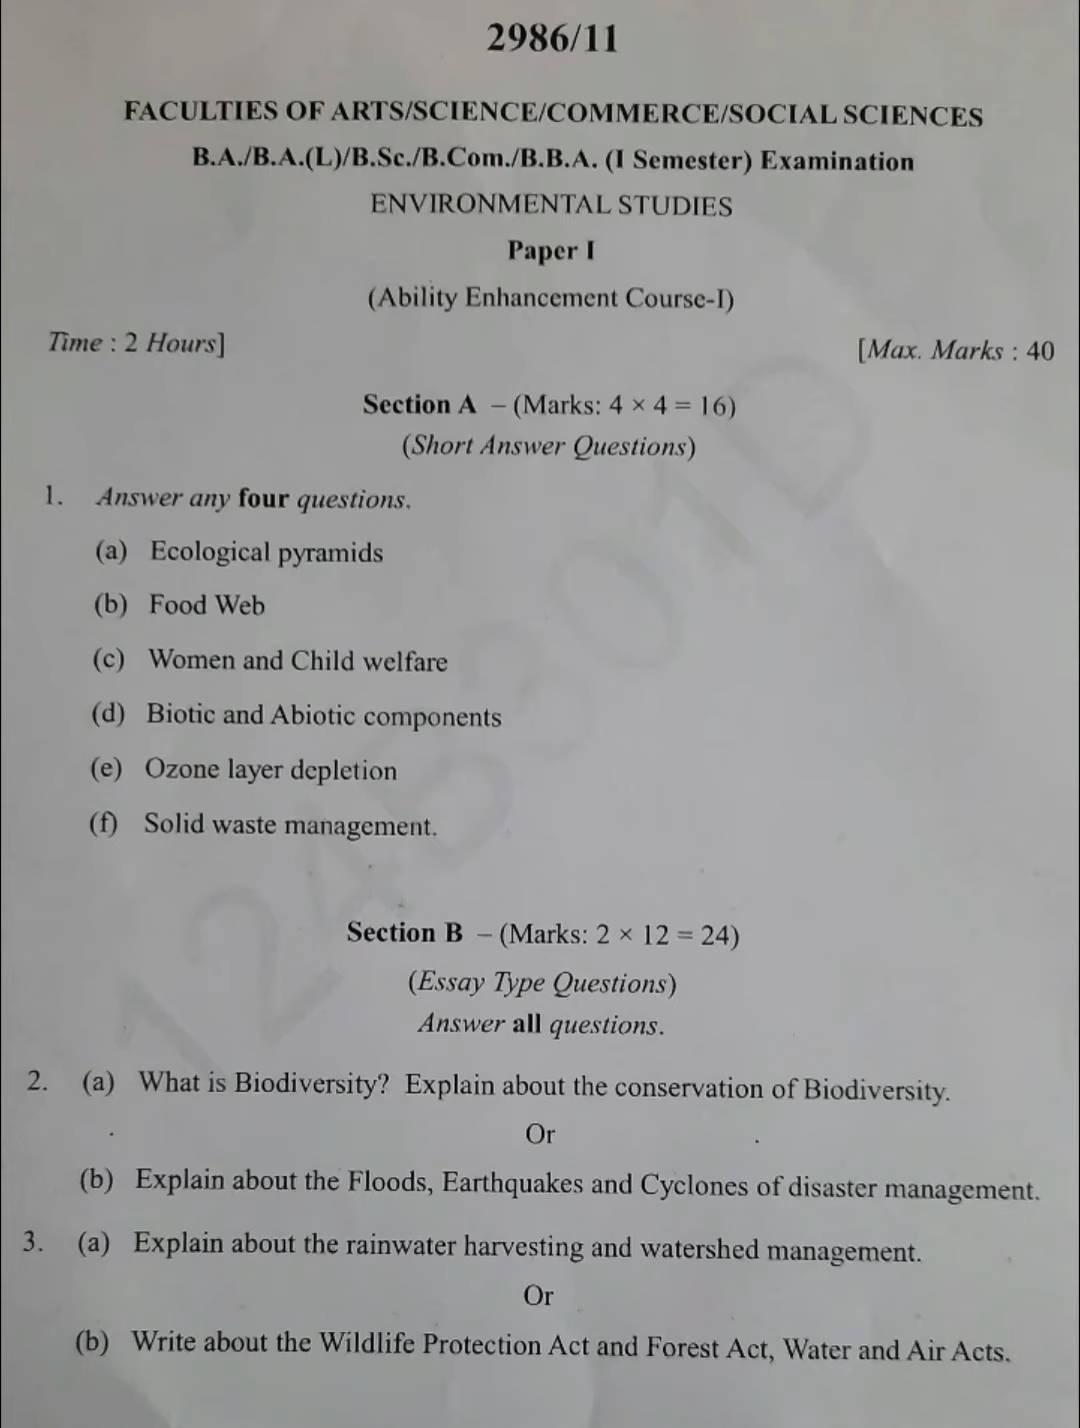 2986/11
FACULTIES OF ARTS/SCIENCE/COMMERCE/SOCIAL SCIENCES
B.A./B.A.(L)/B.Sc./B.Com./B.B.A. (I Semester) Examination
ENVIRONMENTAL STUDIES
Paper I
(Ability Enhancement Course-I)
Time : 2 Hours] [Max. Marks : 40
Section A – (Marks: 4 × 4 = 16)
(Short Answer Questions)
1. Answer any four questions.
(a) Ecological pyramids
(b) Food Web
(c) Women and Child welfare
(d) Biotic and Abiotic components
(e) Ozone layer depletion
(f) Solid waste management.
Section B – (Marks: 2 × 12 = 24)
(Essay Type Questions)
Answer all questions.
2. (a) What is Biodiversity? Explain about the conservation of Biodiversity.
Or
(b) Explain about the Floods, Earthquakes and Cyclones of disaster management.
3. (a) Explain about the rainwater harvesting and watershed management.
Or
(b) Write about the Wildlife Protection Act and Forest Act, Water and Air Acts.